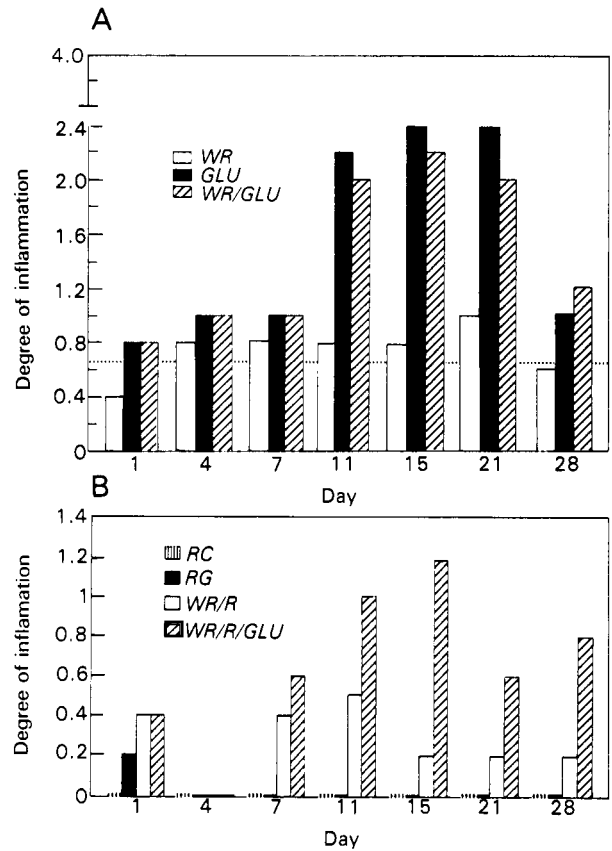 A
Degree of inflammation
4.0
2.4
2.0
1.6
1.2
0.8
0.4
0
WR
GLU
WR/GLU
1 4 7 11 15 21 28
Day
B
Degree of inflamation
1.4
1.2
1
0.8
0.6
0.4
0.2
0
RC
RG
WR/R
WR/R/GLU
1 4 7 11 15 21 28
Day